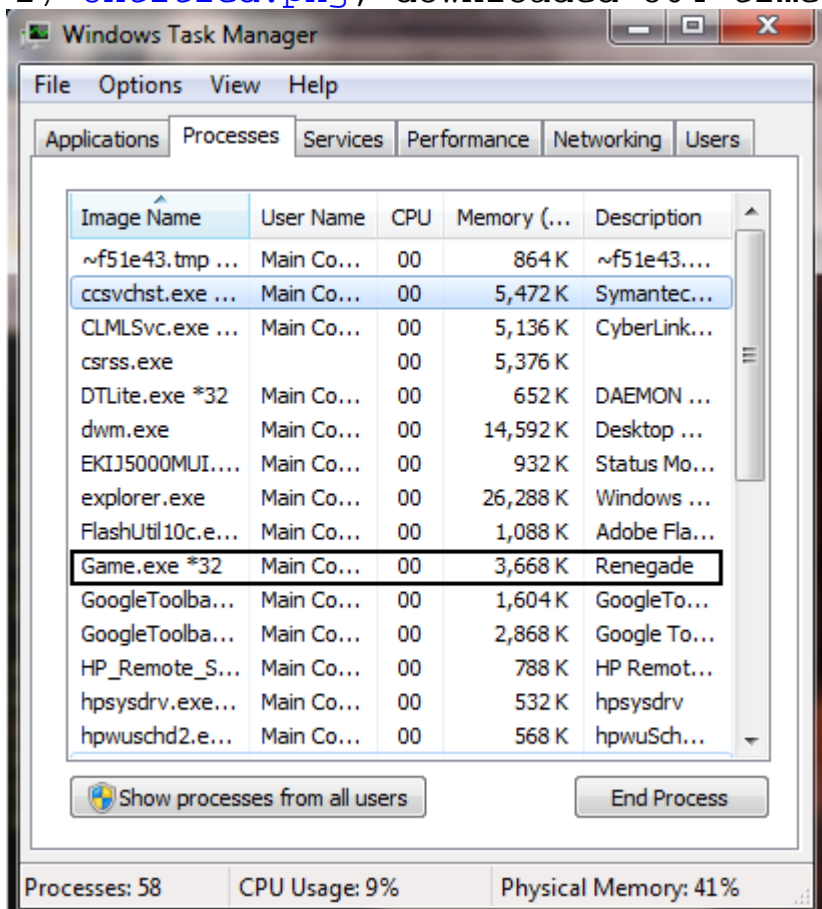 Windows Task Manager
File Options View Help
Applications Processes Services Performance Networking Users
Image Name User Name CPU Memory (... Description
~f51e43.tmp ... Main Co... 00 864 K ~f51e43....
ccsvchst.exe ... Main Co... 00 5,472 K Symantec...
CLMLSvc.exe ... Main Co... 00 5,136 K CyberLink...
csrss.exe 00 5,376 K
DTLite.exe *32 Main Co... 00 652 K DAEMON ...
dwm.exe Main Co... 00 14,592 K Desktop ...
EKIJ5000MUI.... Main Co... 00 932 K Status Mo...
explorer.exe Main Co... 00 26,288 K Windows ...
FlashUtil10c.e... Main Co... 00 1,088 K Adobe Fla...
Game.exe *32 Main Co... 00 3,668 K Renegade
GoogleToolba... Main Co... 00 1,604 K GoogleTo...
GoogleToolba... Main Co... 00 2,868 K Google To...
HP_Remote_S... Main Co... 00 788 K HP Remot...
hpsysdrv.exe... Main Co... 00 532 K hpsysdrv
hpwuschd2.e... Main Co... 00 568 K hpwuSch...
Show processes from all users End Process
Processes: 58 CPU Usage: 9% Physical Memory: 41%